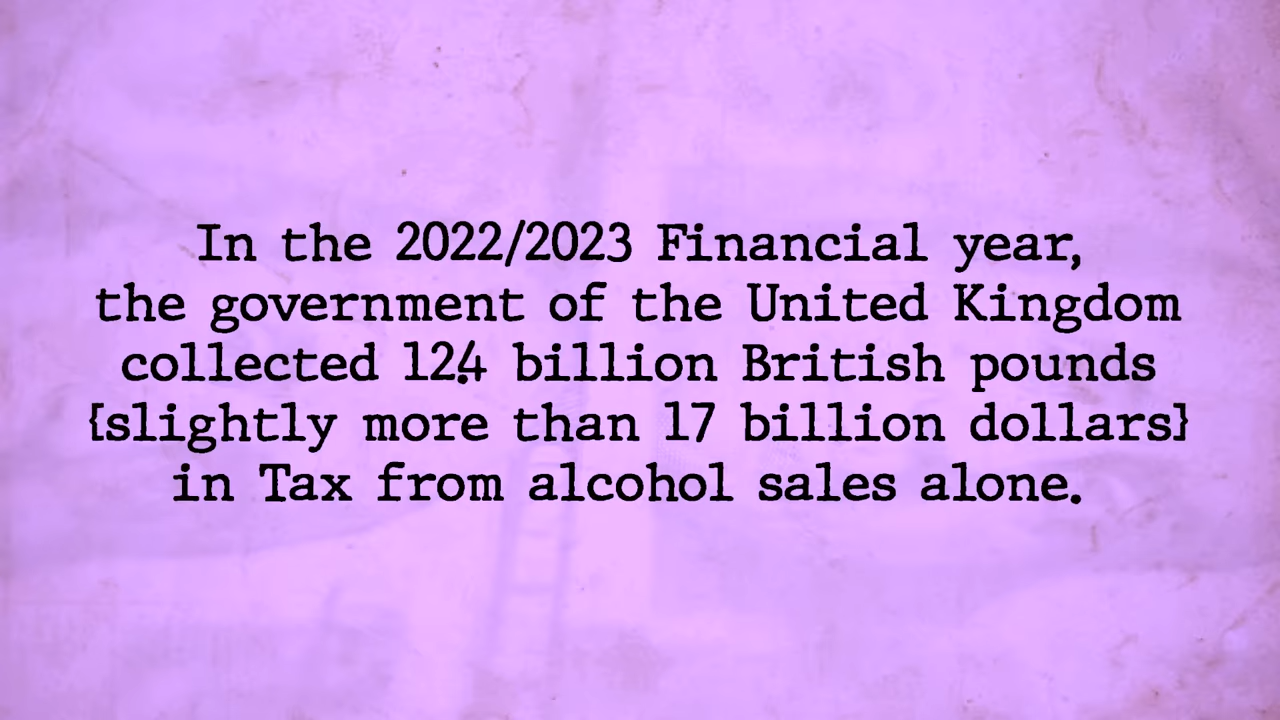 In the 2022/2023 Financial year,
the government of the United Kingdom
collected 12.4 billion British pounds
{slightly more than 17 billion dollars}
in Tax from alcohol sales alone.